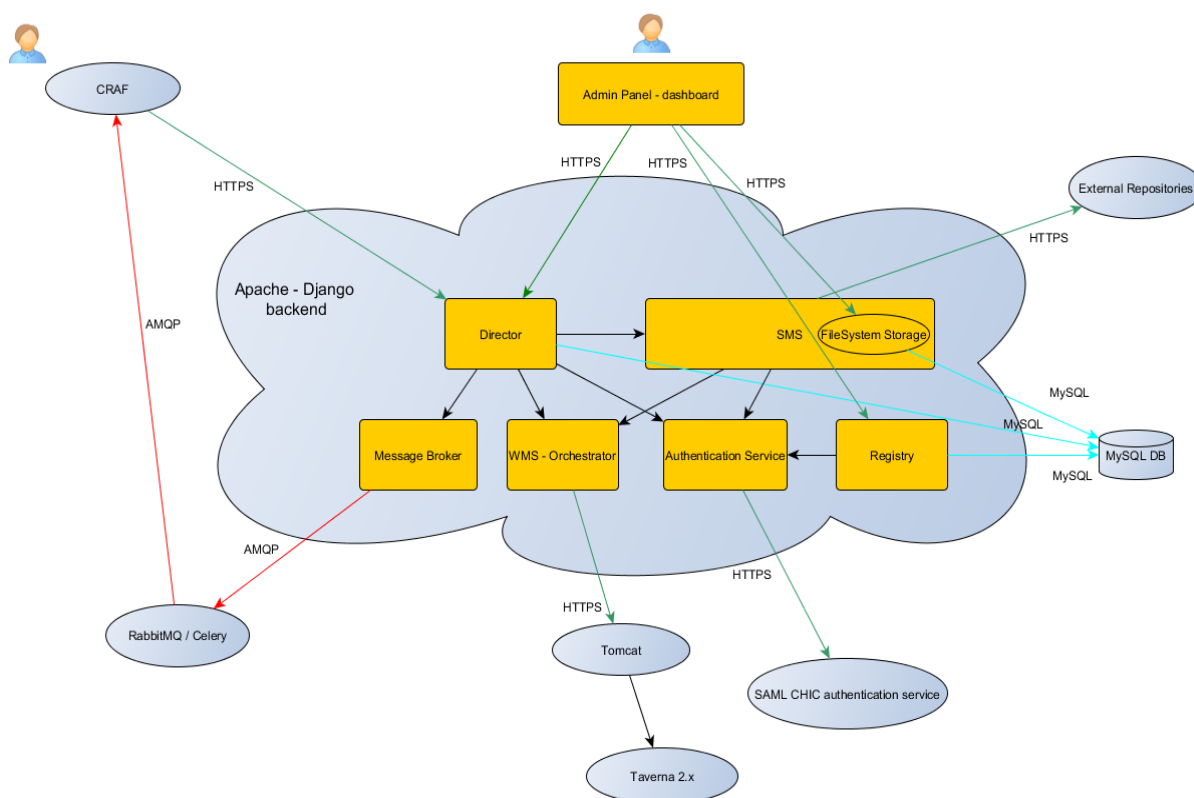 CRAF
Admin Panel - dashboard
HTTPS
HTTPS
HTTPS
HTTPS
External Repositories
HTTPS
Apache - Django
backend
Director
SMS
FileSystem Storage
AMQP
MySQL
MySQL
Message Broker
WMS - Orchestrator
Authentication Service
Registry
MySQL DB
MySQL
AMQP
HTTPS
HTTPS
RabbitMQ / Celery
Tomcat
SAML CHIC authentication service
Taverna 2.x